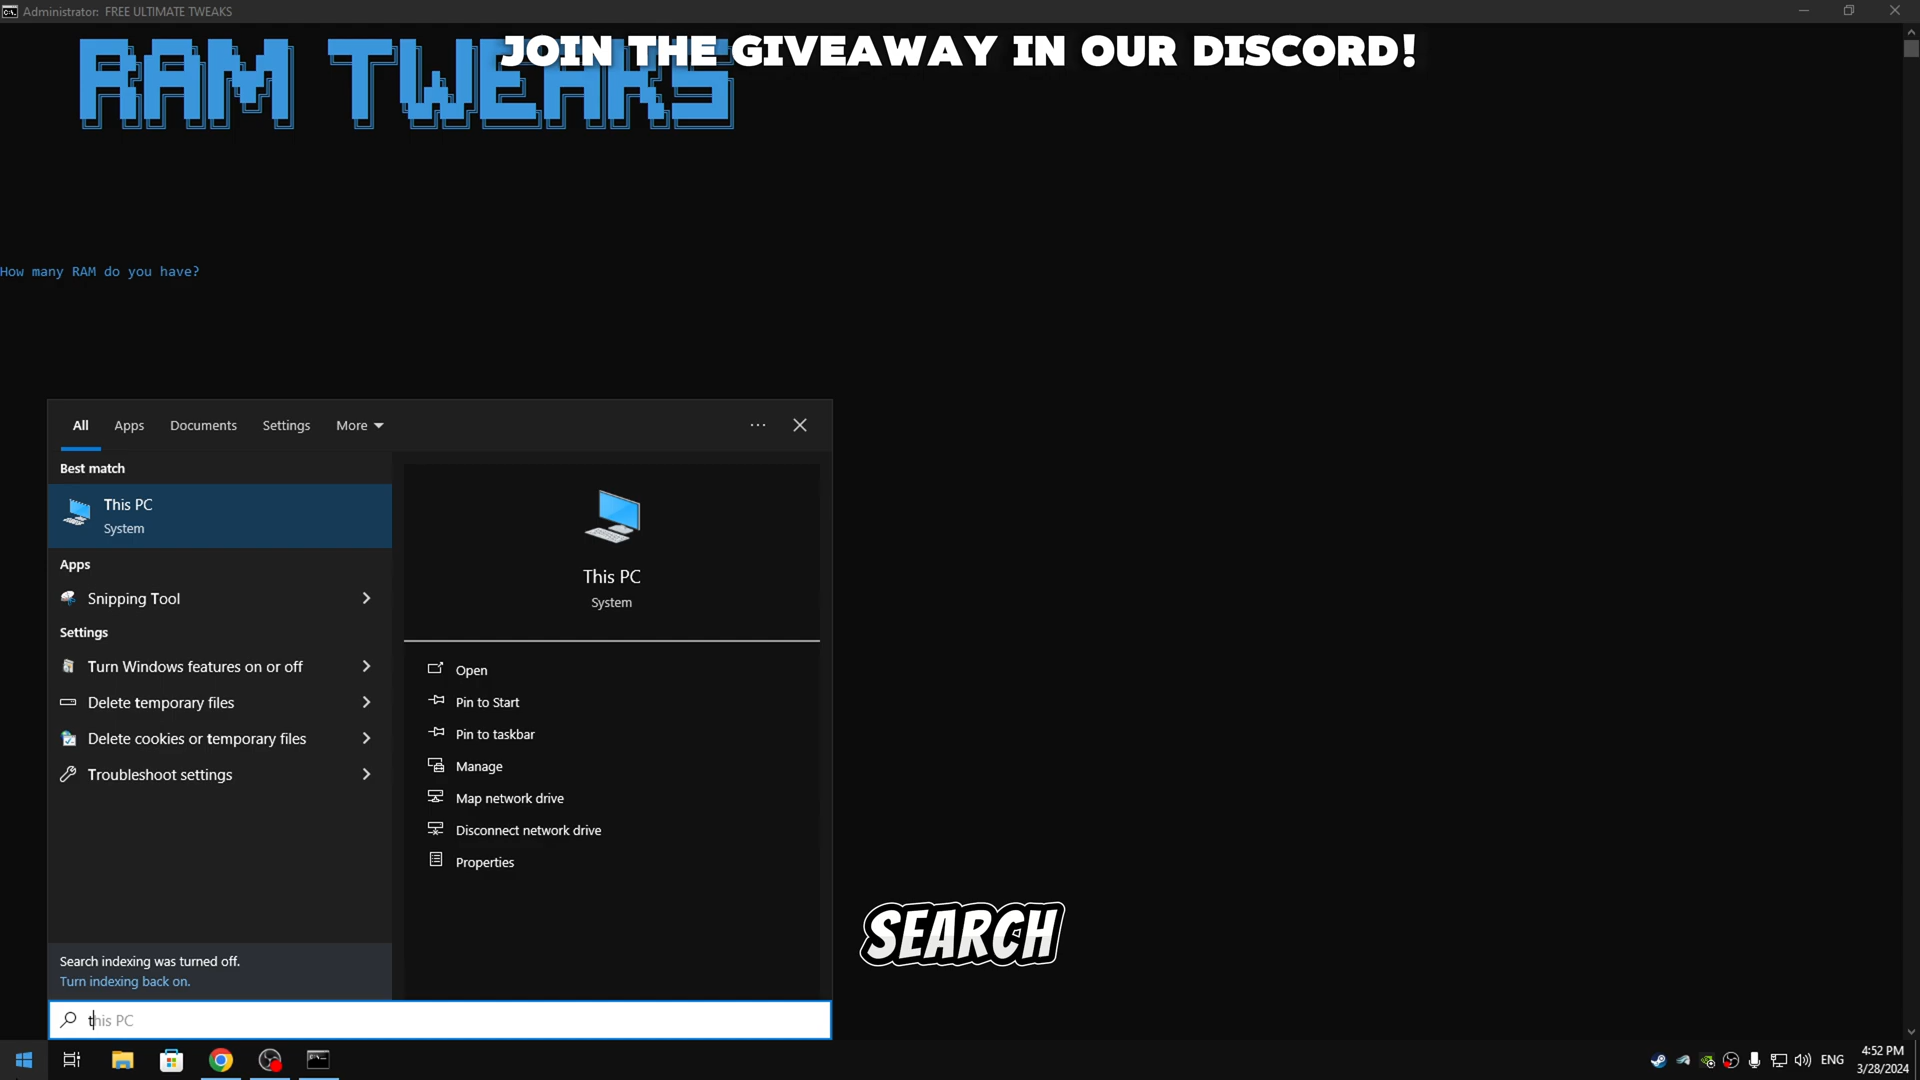 Administrator: FREE ULTIMATE TWEAKS
RAM TWEAKS
JOIN THE GIVEAWAY IN OUR DISCORD!
How many RAM do you have?
All
Apps
Documents
Settings
More
Best match
This PC
System
Apps
Snipping Tool
Settings
Turn Windows features on or off
Delete temporary files
Delete cookies or temporary files
Troubleshoot settings
Search indexing was turned off.
Turn indexing back on.
This PC
System
Open
Pin to Start
Pin to taskbar
Manage
Map network drive
Disconnect network drive
Properties
SEARCH
this PC
ENG
4:52 PM
3/28/2024